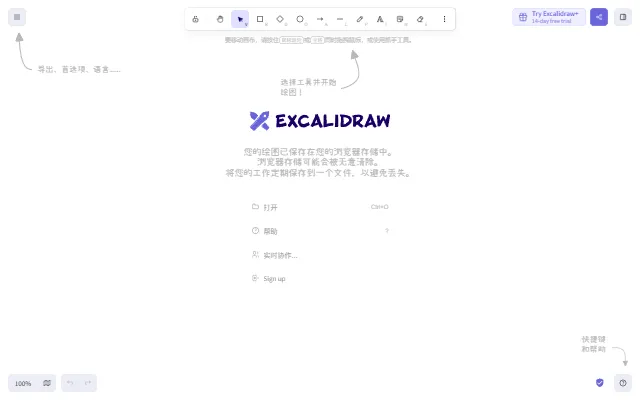 Try Excalidraw+
14-day free trial
导出、首选项、语言……
选择工具并开始
绘图！
EXCALIDRAW
您的绘图已保存在您的浏览器存储中。
浏览器存储可能会被无意清除。
将您的工作定期保存到一个文件，以避免丢失。
打开 Ctrl+O
帮助 ?
实时协作...
Sign up
快捷键
和帮助
100%